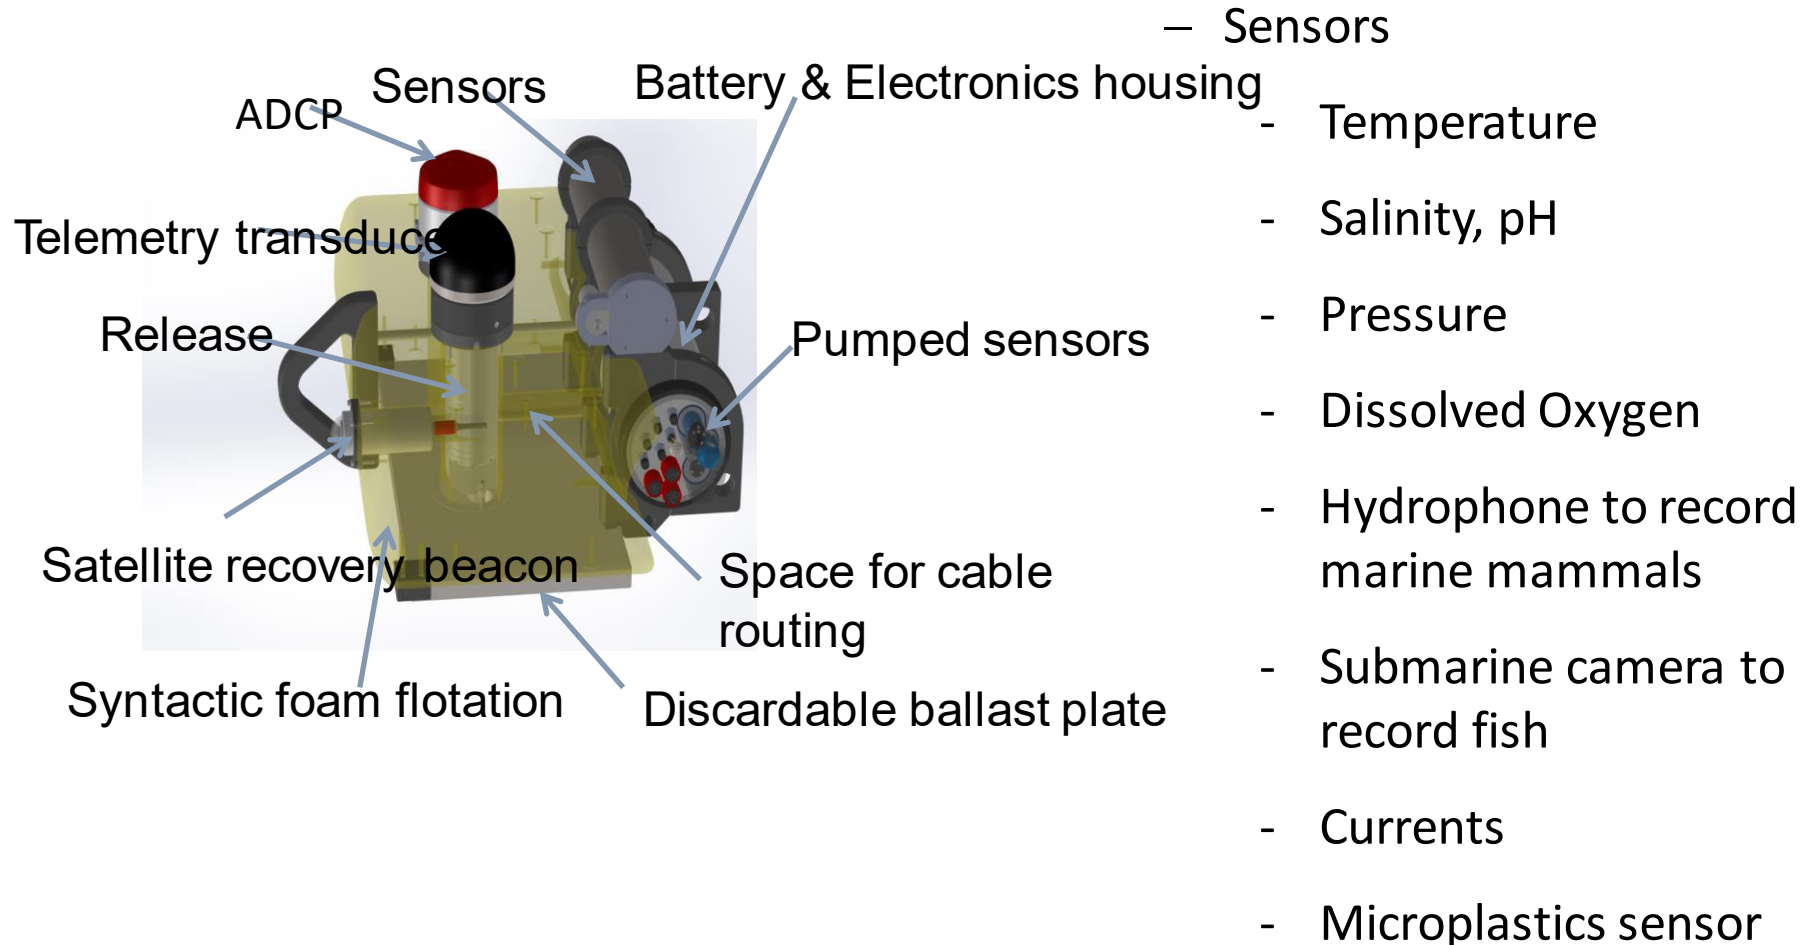 Sensors
Battery & Electronics housing
ADCP
Telemetry transduce
Release
Pumped sensors
Satellite recovery beacon
Space for cable
routing
Syntactic foam flotation
Discardable ballast plate
– Sensors
- Temperature
- Salinity, pH
- Pressure
- Dissolved Oxygen
- Hydrophone to record
marine mammals
- Submarine camera to
record fish
- Currents
- Microplastics sensor